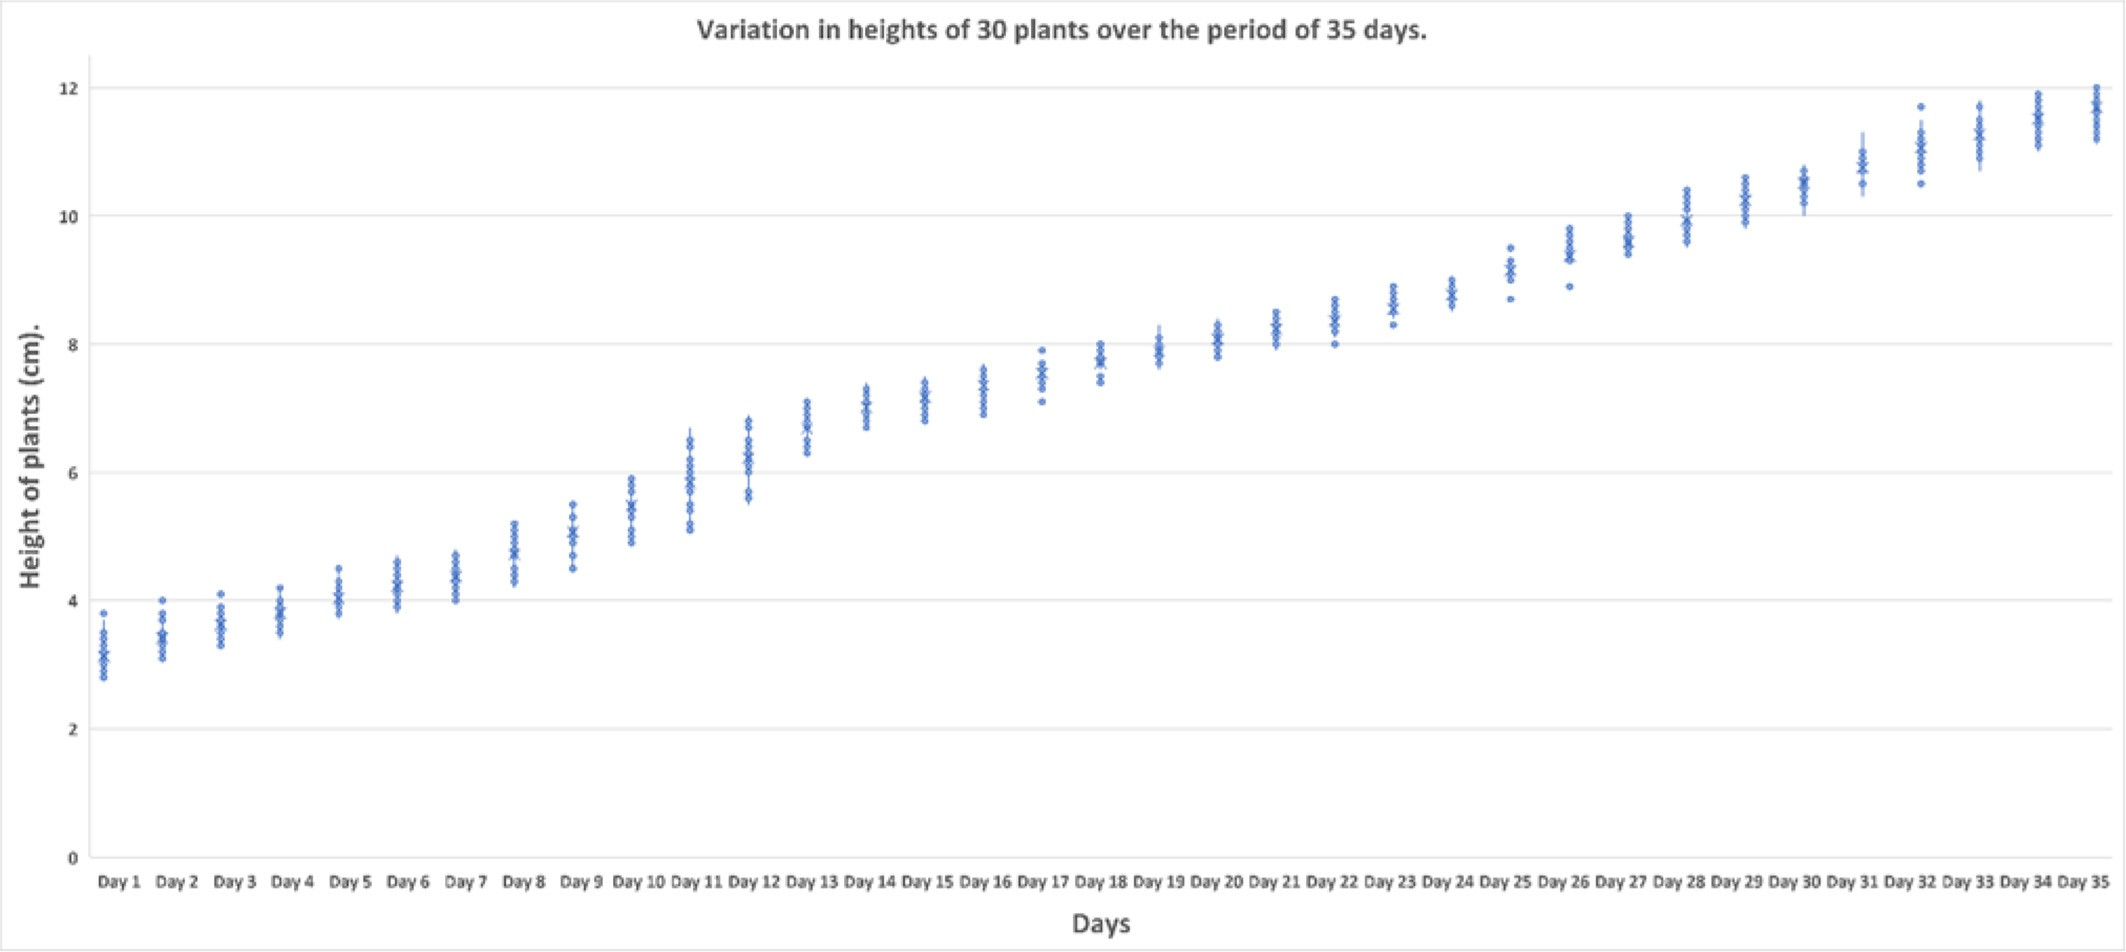 Variation in heights of 30 plants over the period of 35 days.
Height of plants (cm).
12
10
8
6
4
2
0
Day 1 Day 2 Day 3 Day 4 Day 5 Day 6 Day 7 Day 8 Day 9 Day 10 Day 11 Day 12 Day 13 Day 14 Day 15 Day 16 Day 17 Day 18 Day 19 Day 20 Day 21 Day 22 Day 23 Day 24 Day 25 Day 26 Day 27 Day 28 Day 29 Day 30 Day 31 Day 32 Day 33 Day 34 Day 35
Days